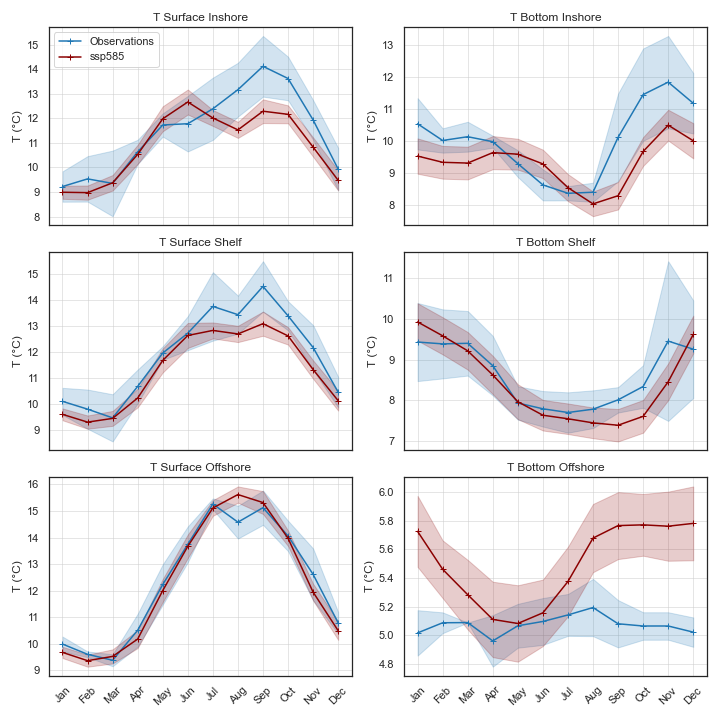 T Surface Inshore
T (°C)
15
14
13
12
11
10
9
8
Observations
ssp585
T Bottom Inshore
T (°C)
13
12
11
10
9
8
T Surface Shelf
T (°C)
15
14
13
12
11
10
9
T Bottom Shelf
T (°C)
11
10
9
8
7
T Surface Offshore
T (°C)
16
15
14
13
12
11
10
9
Jan Feb Mar Apr May Jun Jul Aug Sep Oct Nov Dec
T Bottom Offshore
T (°C)
6.0
5.8
5.6
5.4
5.2
5.0
4.8
Jan Feb Mar Apr May Jun Jul Aug Sep Oct Nov Dec